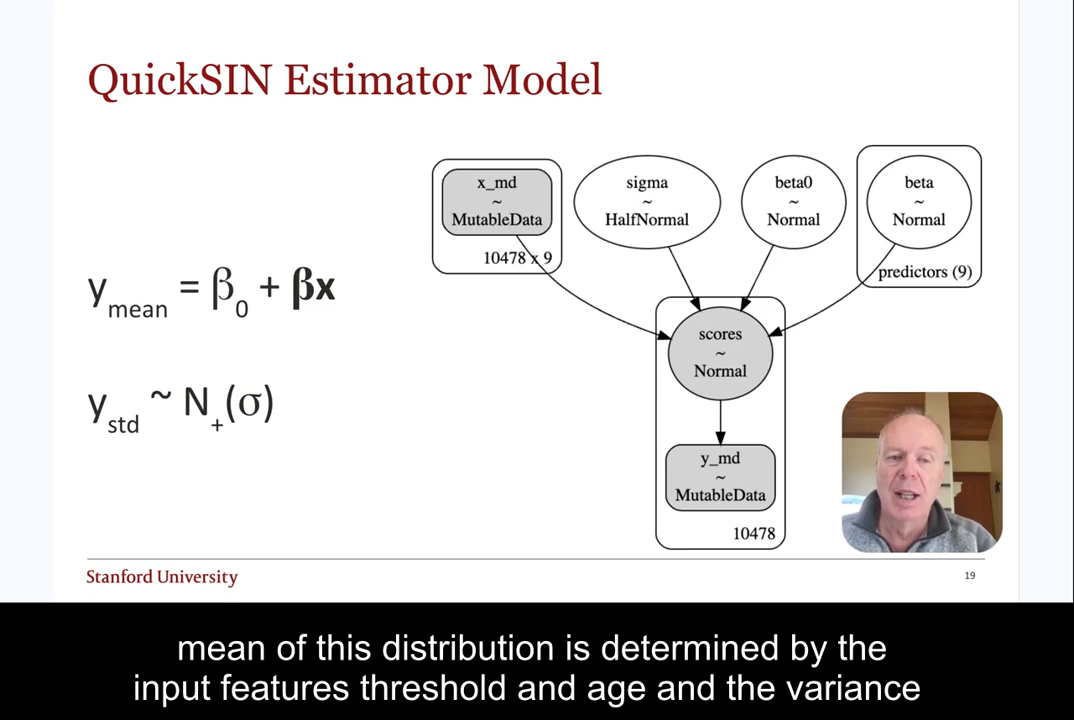 QuickSIN Estimator Model
y_mean = β_0 + βx
y_std ~ N_+(σ)
x_md
~
MutableData
10478 x 9
sigma
~
HalfNormal
beta0
~
Normal
beta
~
Normal
predictors (9)
scores
~
Normal
y_md
~
MutableData
10478
Stanford University
19
mean of this distribution is determined by the
input features threshold and age and the variance